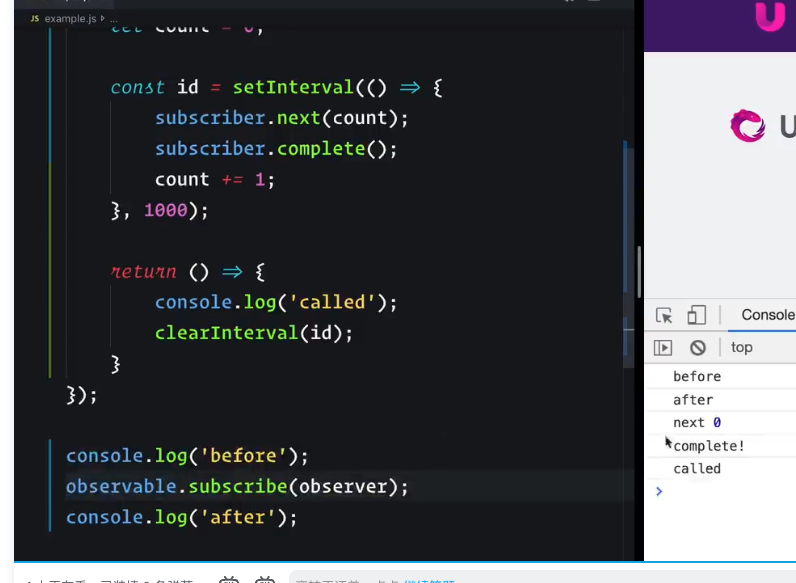 JS example.js ▸ ...
let count = 0;
const id = setInterval(() ⇒ {
subscriber.next(count);
subscriber.complete();
count += 1;
}, 1000);
return () ⇒ {
console.log('called');
clearInterval(id);
}
});
console.log('before');
observable.subscribe(observer);
console.log('after');
U
Console
top
before
after
next 0
complete!
called